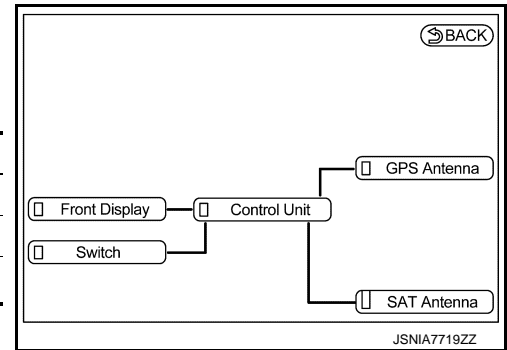 BACK
GPS Antenna
Front Display
Control Unit
Switch
SAT Antenna
JSNIA7719ZZ